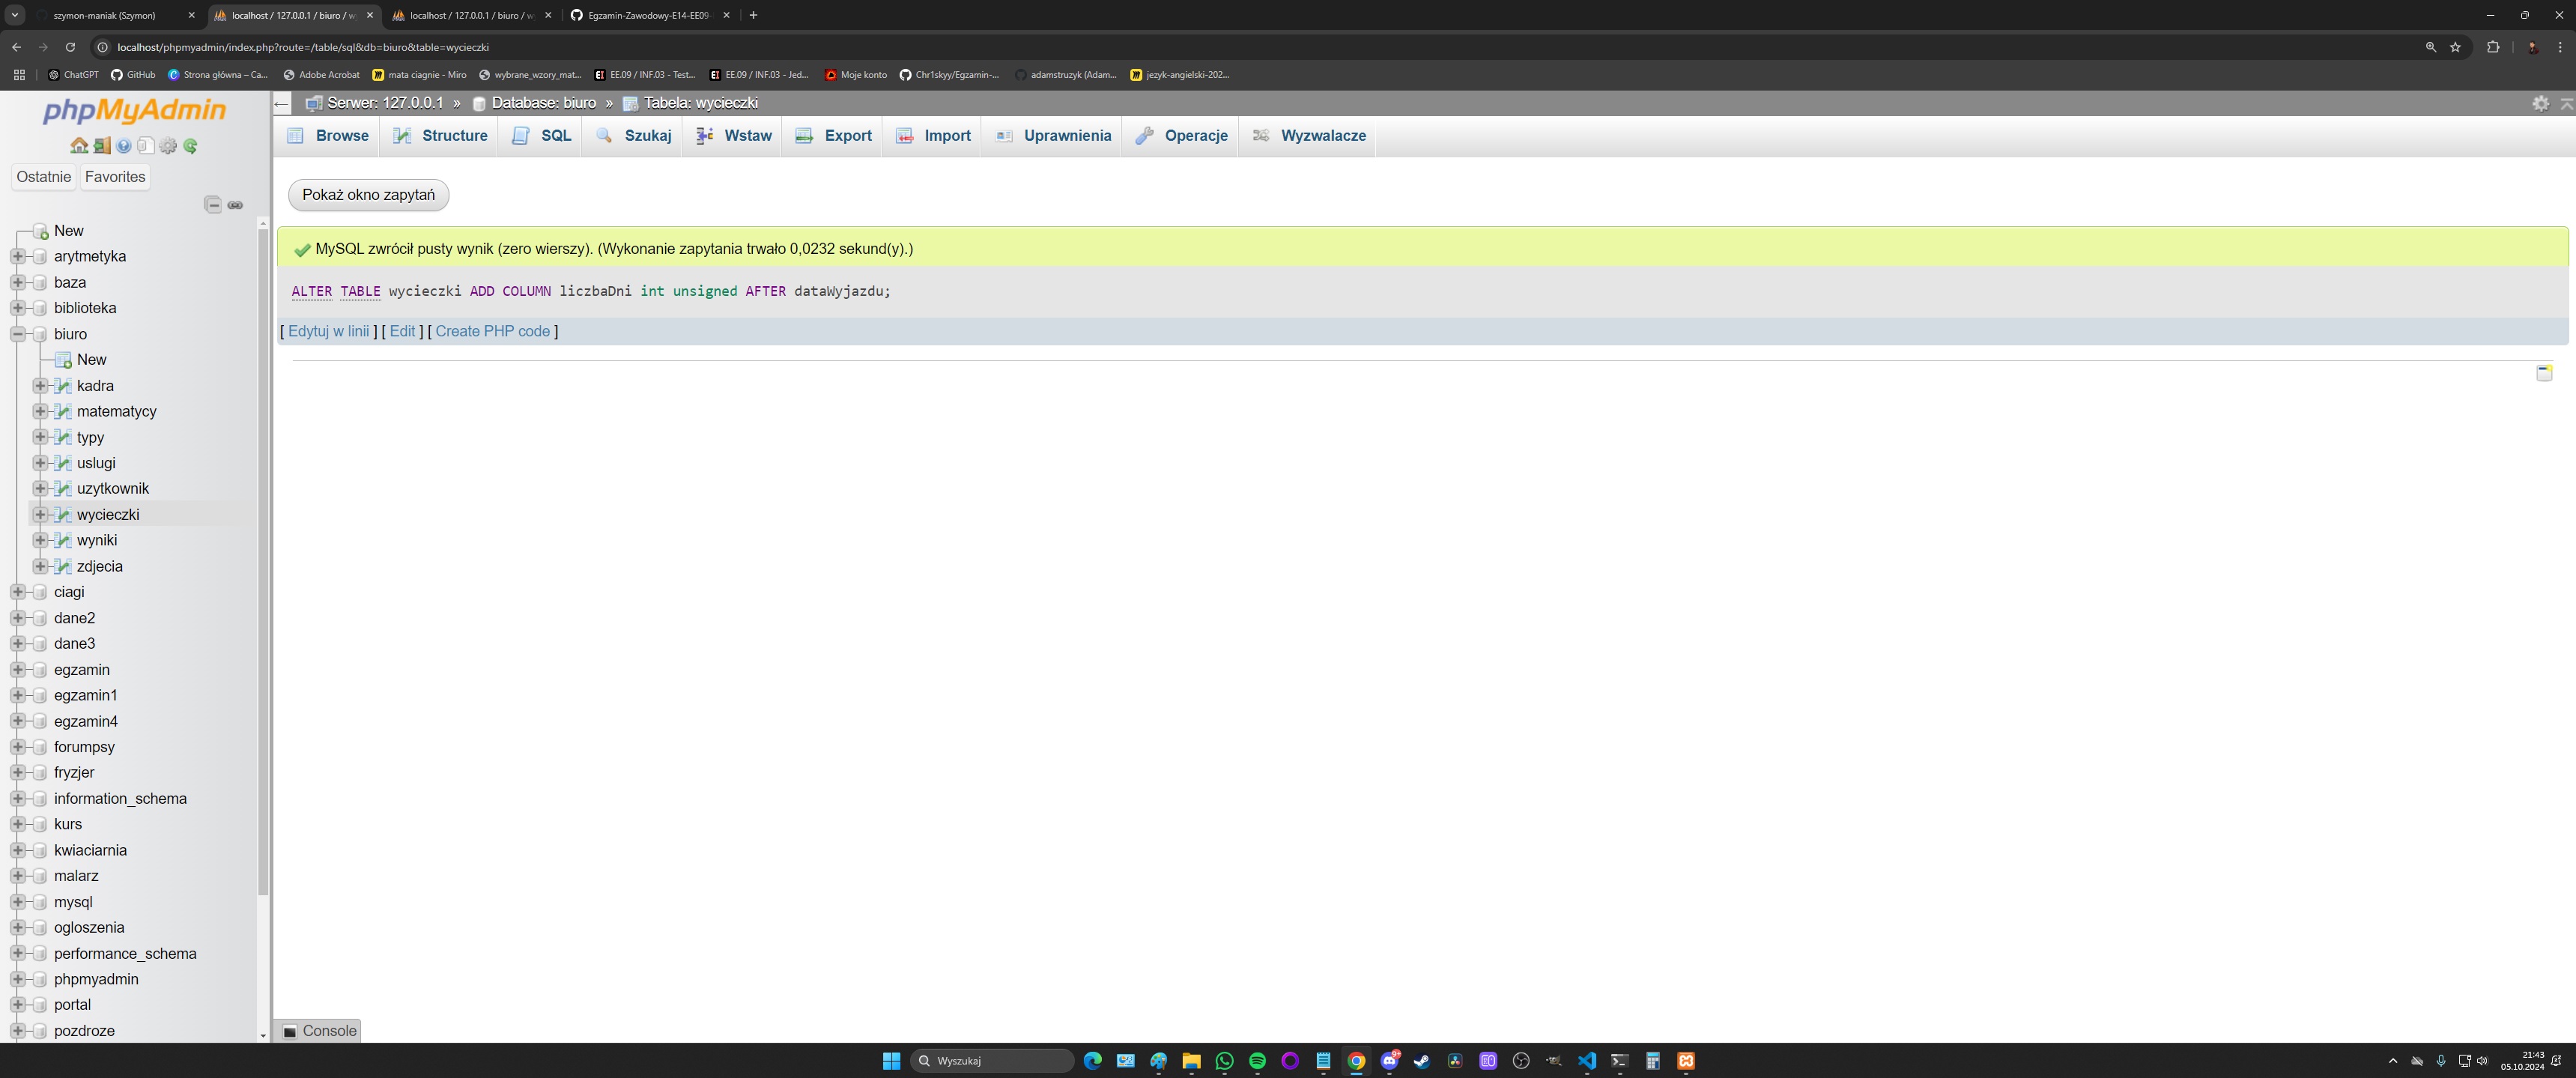 szymon-maniak (Szymon)
localhost / 127.0.0.1 / biuro / w
localhost / 127.0.0.1 / biuro / w
Egzamin-Zawodowy-E14-EE09-
localhost/phpmyadmin/index.php?route=/table/sql&db=biuro&table=wycieczki
ChatGPT
GitHub
Strona główna – Ca...
Adobe Acrobat
mata ciagnie - Miro
wybrane_wzory_mat...
EE.09 / INF.03 - Test...
EE.09 / INF.03 - Jed...
Moje konto
Chr1skyy/Egzamin-...
adamstruzyk (Adam...
jezyk-angielski-202...
phpMyAdmin
Ostatnie
Favorites
New
arytmetyka
baza
biblioteka
biuro
New
kadra
matematycy
typy
uslugi
uzytkownik
wycieczki
wyniki
zdjecia
ciagi
dane2
dane3
egzamin
egzamin1
egzamin4
forumpsy
fryzjer
information_schema
kurs
kwiaciarnia
malarz
mysql
ogloszenia
performance_schema
phpmyadmin
portal
pozdroze
Serwer: 127.0.0.1 » Database: biuro » Tabela: wycieczki
Browse
Structure
SQL
Szukaj
Wstaw
Export
Import
Uprawnienia
Operacje
Wyzwalacze
Pokaż okno zapytań
MySQL zwrócił pusty wynik (zero wierszy). (Wykonanie zapytania trwało 0,0232 sekund(y).)
ALTER TABLE wycieczki ADD COLUMN liczbaDni int unsigned AFTER dataWyjazdu;
[ Edytuj w linii ] [ Edit ] [ Create PHP code ]
Console
Wyszukaj
9+
21:43
05.10.2024